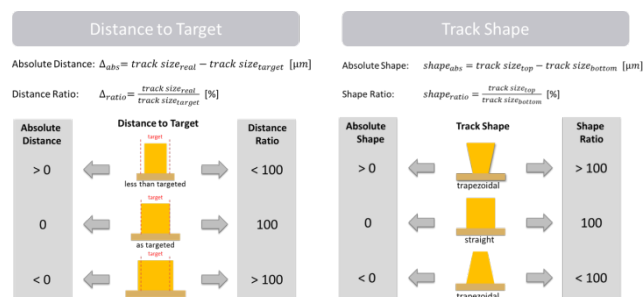 Distance to Target
Absolute Distance: Δabs= track sizereal − track sizetarget [µm]
Distance Ratio: Δratio= track sizereal / track sizetarget [%]
Absolute Distance
Distance to Target
Distance Ratio
target
> 0
< 100
less than targeted
target
0
100
as targeted
target
< 0
> 100
Track Shape
Absolute Shape: shapeabs = track sizetop − track sizebottom [µm]
Shape Ratio: shaperatio= track sizetop / track sizebottom [%]
Absolute Shape
Track Shape
Shape Ratio
> 0
> 100
trapezoidal
0
100
straight
< 0
< 100
trapezoidal